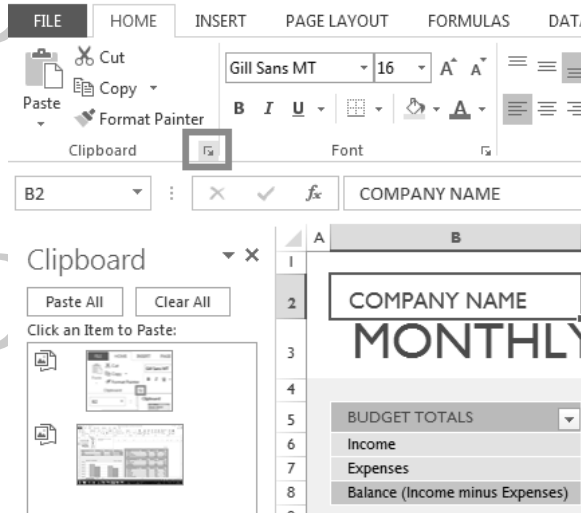 FILE HOME INSERT PAGE LAYOUT FORMULAS DATA
Cut
Copy
Paste
Format Painter
Clipboard
Gill Sans MT 16
A A
B I U A
Font
B2 fx COMPANY NAME
Clipboard
Paste All Clear All
Click an Item to Paste:
A B
1
2 COMPANY NAME
3 MONTHLY
4
5 BUDGET TOTALS
6 Income
7 Expenses
8 Balance (Income minus Expenses)